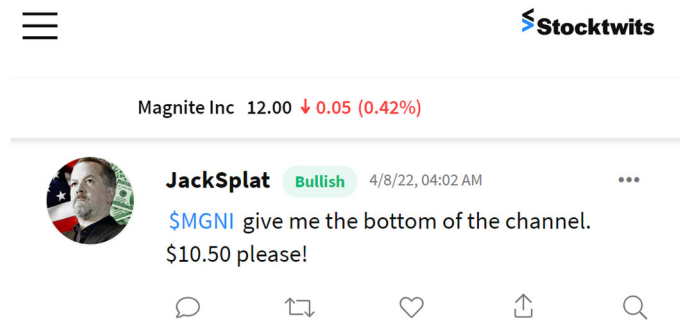 Stocktwits
Magnite Inc 12.00 ↓ 0.05 (0.42%)
JackSplat Bullish 4/8/22, 04:02 AM
$MGNI give me the bottom of the channel.
$10.50 please!